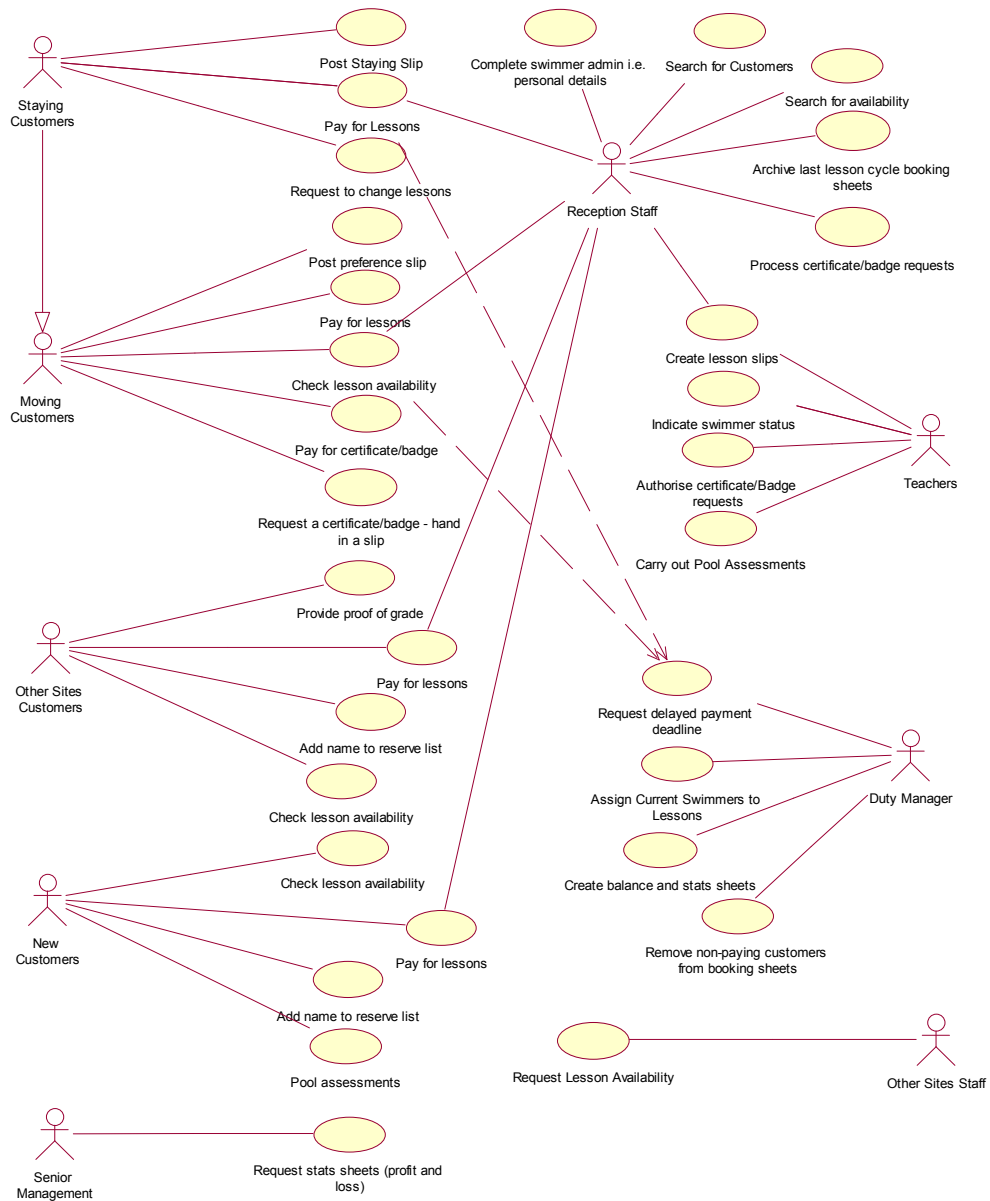 Staying
Customers
Post Staying Slip
Pay for Lessons
Request to change lessons
Complete swimmer admin i.e.
personal details
Search for Customers
Search for availability
Archive last lesson cycle booking
sheets
Process certificate/badge requests
Reception Staff
Moving
Customers
Post preference slip
Pay for lessons
Check lesson availability
Pay for certificate/badge
Request a certificate/badge - hand
in a slip
Create lesson slips
Indicate swimmer status
Authorise certificate/Badge
requests
Carry out Pool Assessments
Teachers
Other Sites
Customers
Provide proof of grade
Pay for lessons
Add name to reserve list
Check lesson availability
Request delayed payment
deadline
Assign Current Swimmers to
Lessons
Create balance and stats sheets
Remove non-paying customers
from booking sheets
Duty Manager
New
Customers
Check lesson availability
Pay for lessons
Add name to reserve list
Pool assessments
Request Lesson Availability
Other Sites Staff
Senior
Management
Request stats sheets (profit and
loss)